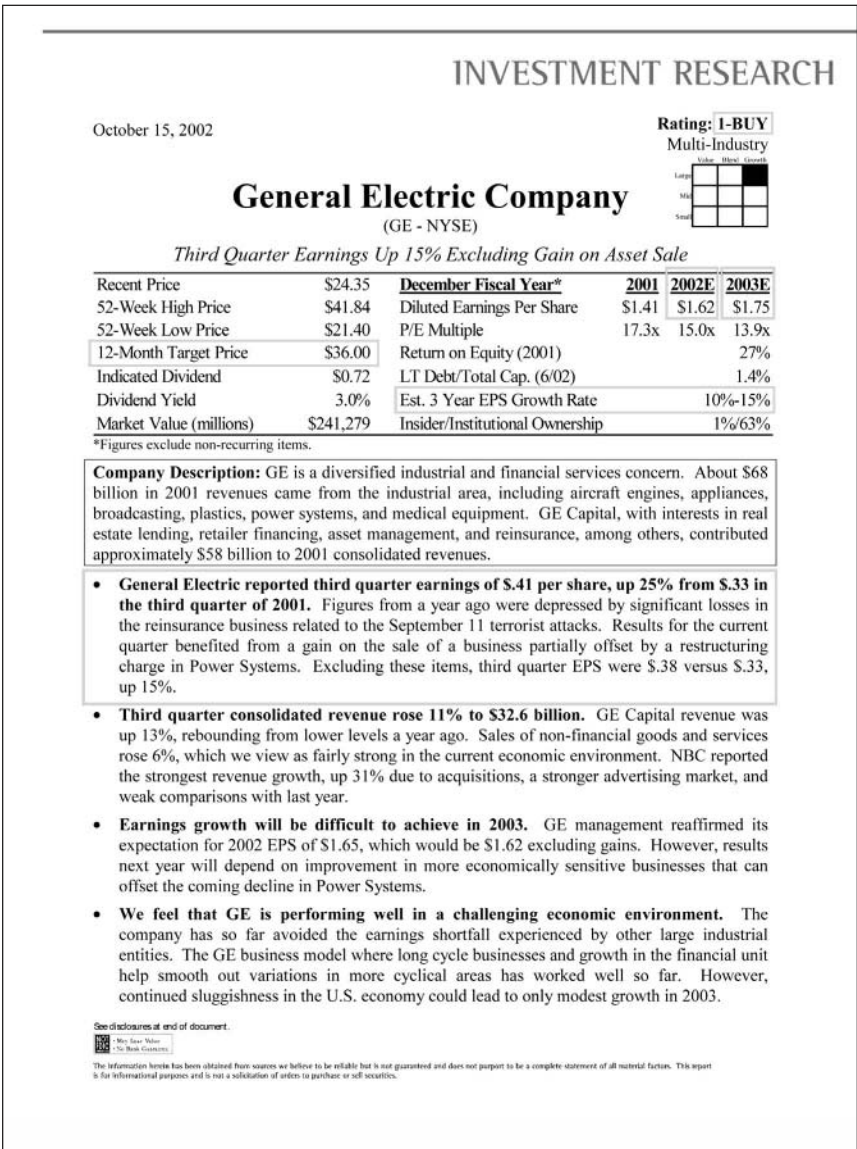 INVESTMENT RESEARCH
October 15, 2002
Rating: 1-BUY
Multi-Industry
Value Blend Growth
Large
Mid
Small
General Electric Company
(GE - NYSE)
Third Quarter Earnings Up 15% Excluding Gain on Asset Sale
Recent Price $24.35 December Fiscal Year* 2001 2002E 2003E
52-Week High Price $41.84 Diluted Earnings Per Share $1.41 $1.62 $1.75
52-Week Low Price $21.40 P/E Multiple 17.3x 15.0x 13.9x
12-Month Target Price $36.00 Return on Equity (2001) 27%
Indicated Dividend $0.72 LT Debt/Total Cap. (6/02) 1.4%
Dividend Yield 3.0% Est. 3 Year EPS Growth Rate 10%-15%
Market Value (millions) $241,279 Insider/Institutional Ownership 1%/63%
*Figures exclude non-recurring items.
Company Description: GE is a diversified industrial and financial services concern. About $68
billion in 2001 revenues came from the industrial area, including aircraft engines, appliances,
broadcasting, plastics, power systems, and medical equipment. GE Capital, with interests in real
estate lending, retailer financing, asset management, and reinsurance, among others, contributed
approximately $58 billion to 2001 consolidated revenues.
• General Electric reported third quarter earnings of $.41 per share, up 25% from $.33 in
the third quarter of 2001. Figures from a year ago were depressed by significant losses in
the reinsurance business related to the September 11 terrorist attacks. Results for the current
quarter benefited from a gain on the sale of a business partially offset by a restructuring
charge in Power Systems. Excluding these items, third quarter EPS were $.38 versus $.33,
up 15%.
• Third quarter consolidated revenue rose 11% to $32.6 billion. GE Capital revenue was
up 13%, rebounding from lower levels a year ago. Sales of non-financial goods and services
rose 6%, which we view as fairly strong in the current economic environment. NBC reported
the strongest revenue growth, up 31% due to acquisitions, a stronger advertising market, and
weak comparisons with last year.
• Earnings growth will be difficult to achieve in 2003. GE management reaffirmed its
expectation for 2002 EPS of $1.65, which would be $1.62 excluding gains. However, results
next year will depend on improvement in more economically sensitive businesses that can
offset the coming decline in Power Systems.
• We feel that GE is performing well in a challenging economic environment. The
company has so far avoided the earnings shortfall experienced by other large industrial
entities. The GE business model where long cycle businesses and growth in the financial unit
help smooth out variations in more cyclical areas has worked well so far. However,
continued sluggishness in the U.S. economy could lead to only modest growth in 2003.
See disclosures at end of document.
NOT FDIC • May Lose Value
• No Bank Guarantee
The information herein has been obtained from sources we believe to be reliable but is not guaranteed and does not purport to be a complete statement of all material factors. This report
is for informational purposes and is not a solicitation of orders to purchase or sell securities.